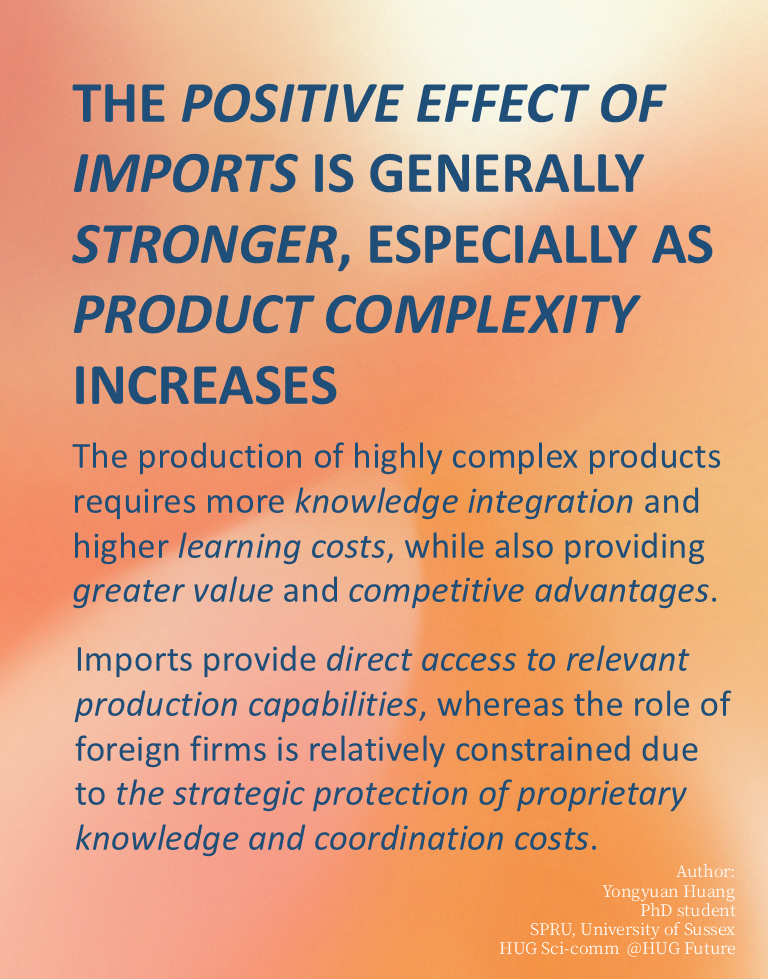 THE POSITIVE EFFECT OF
IMPORTS IS GENERALLY
STRONGER, ESPECIALLY AS
PRODUCT COMPLEXITY
INCREASES
The production of highly complex products
requires more knowledge integration and
higher learning costs, while also providing
greater value and competitive advantages.
Imports provide direct access to relevant
production capabilities, whereas the role of
foreign firms is relatively constrained due
to the strategic protection of proprietary
knowledge and coordination costs.
Author:
Yongyuan Huang
PhD student
SPRU, University of Sussex
HUG Sci-comm @HUG Future